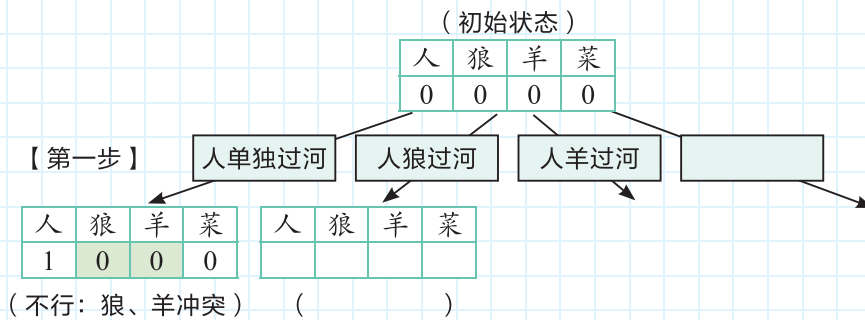 （初始状态）
人 狼 羊 菜
0 0 0 0
【第一步】 人单独过河 人狼过河 人羊过河
人 狼 羊 菜 人 狼 羊 菜
1 0 0 0
（不行：狼、羊冲突） （ ）